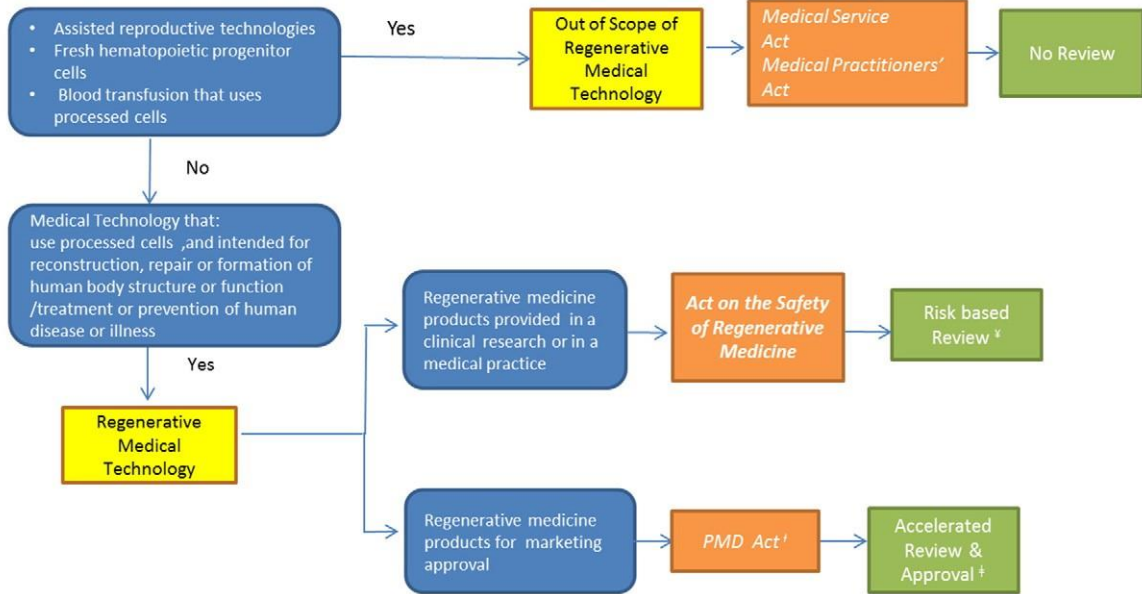 • Assisted reproductive technologies
• Fresh hematopoietic progenitor
cells
• Blood transfusion that uses
processed cells
Yes
Out of Scope of
Regenerative
Medical
Technology
Medical Service
Act
Medical Practitioners’
Act
No Review
No
Medical Technology that:
use processed cells ,and intended for
reconstruction, repair or formation of
human body structure or function
/treatment or prevention of human
disease or illness
Yes
Regenerative
Medical
Technology
Regenerative medicine
products provided in a
clinical research or in a
medical practice
Act on the Safety
of Regenerative
Medicine
Risk based
Review ¥
Regenerative medicine
products for marketing
approval
PMD Act †
Accelerated
Review &
Approval ‡